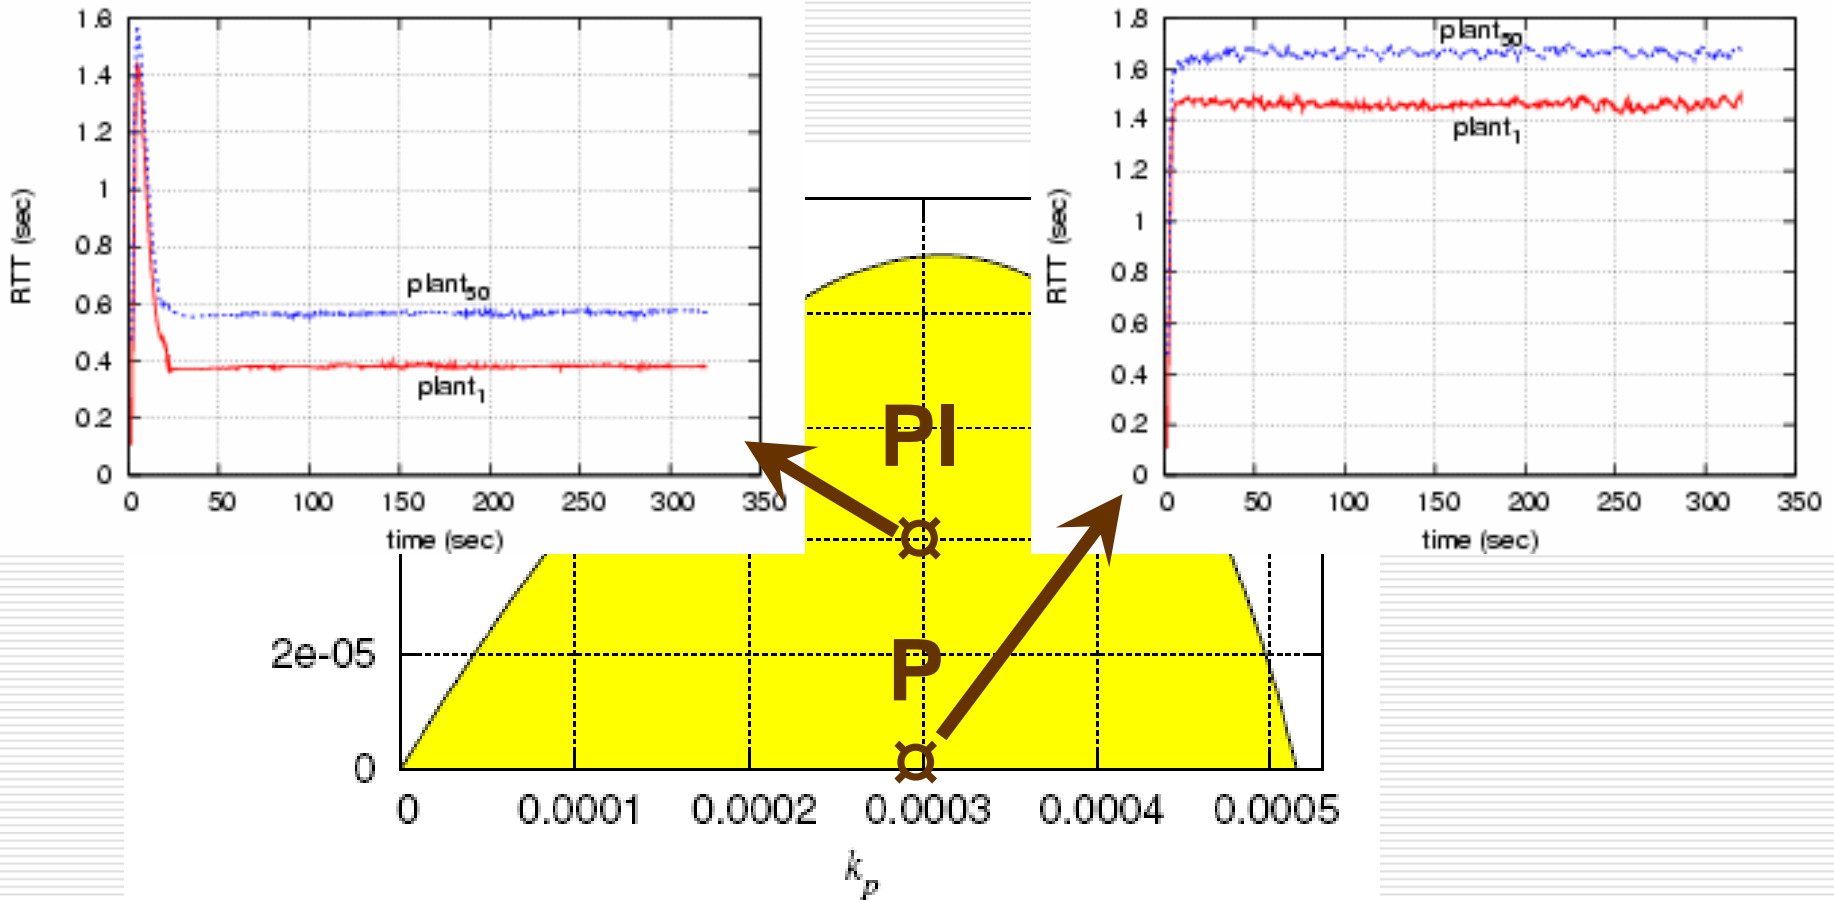 1.6
1.4
1.2
1
0.8
0.6
0.4
0.2
0
RTT (sec)
plant50
plant1
0 50 100 150 200 250 300 350
time (sec)
1.8
1.6
1.4
1.2
1
0.8
0.6
0.4
0.2
0
RTT (sec)
plant50
plant1
0 50 100 150 200 250 300 350
time (sec)
PI
P
2e-05
0
0 0.0001 0.0002 0.0003 0.0004 0.0005
kp